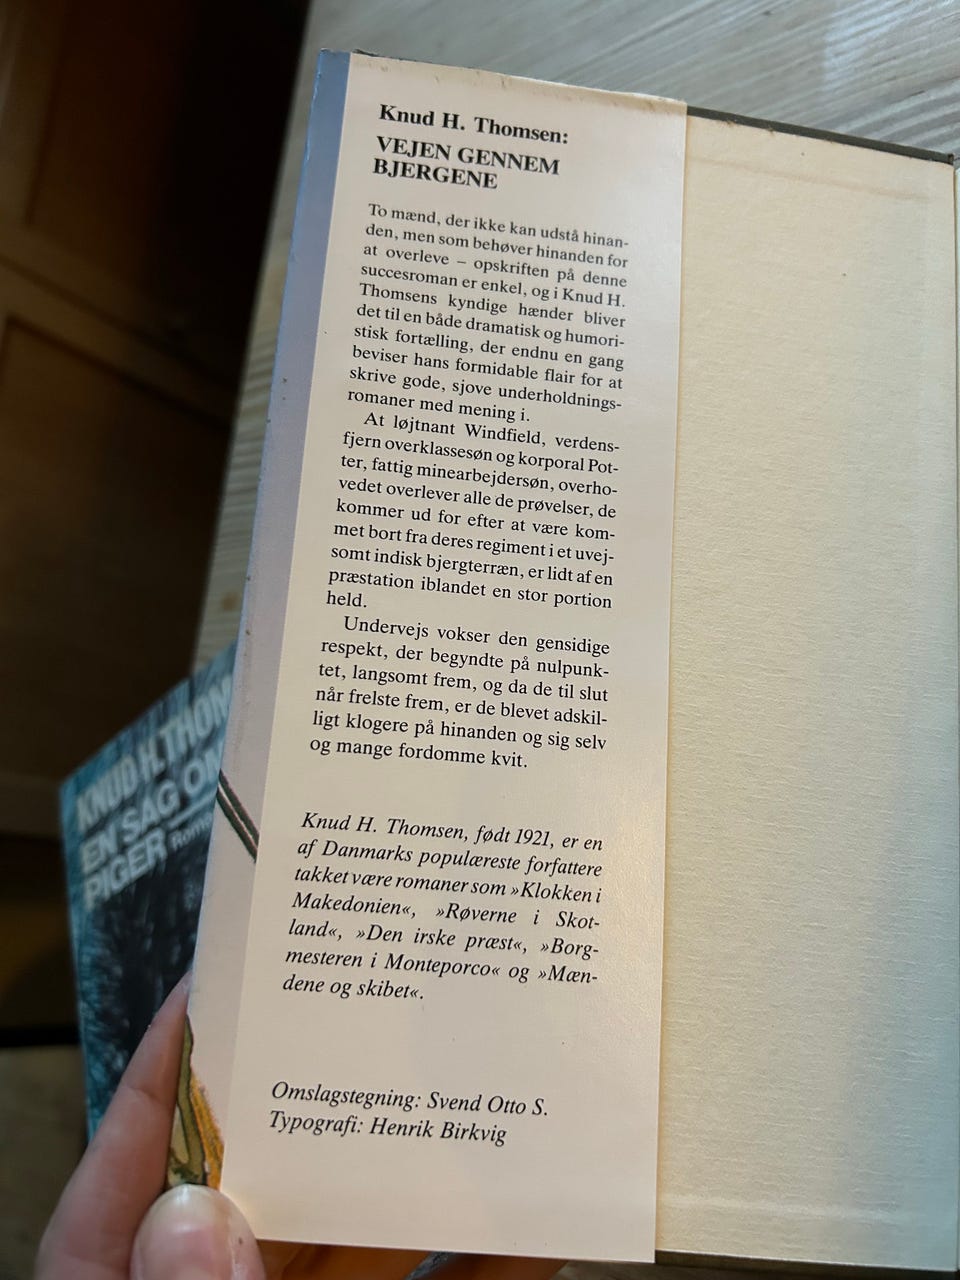 Knud H. Thomsen:
VEJEN GENNEM
BJERGENE
To mænd, der ikke kan udstå hinan-
den, men som behøver hinanden for
at overleve – opskriften på denne
succesroman er enkel, og i Knud H.
Thomsens kyndige hænder bliver
det til en både dramatisk og humori-
stisk fortælling, der endnu en gang
beviser hans formidable flair for at
skrive gode, sjove underholdnings-
romaner med mening i.
At løjtnant Windfield, verdens-
fjern overklassesøn og korporal Pot-
ter, fattig minearbejdersøn, overho-
vedet overlever alle de prøvelser, de
kommer ud for efter at være kom-
met bort fra deres regiment i et uvej-
somt indisk bjergterræn, er lidt af en
præstation iblandet en stor portion
held.
Undervejs vokser den gensidige
respekt, der begyndte på nulpunk-
tet, langsomt frem, og da de til slut
når frelste frem, er de blevet adskil-
ligt klogere på hinanden og sig selv
og mange fordomme kvit.
Knud H. Thomsen, født 1921, er en
af Danmarks populæreste forfattere
takket være romaner som »Klokken i
Makedonien«, »Røverne i Skot-
land«, »Den irske præst«, »Borg-
mesteren i Monteporco« og »Mæn-
dene og skibet«.
Omslagstegning: Svend Otto S.
Typografi: Henrik Birkvig
KNUD H. THOM
EN SAG OM
PIGER